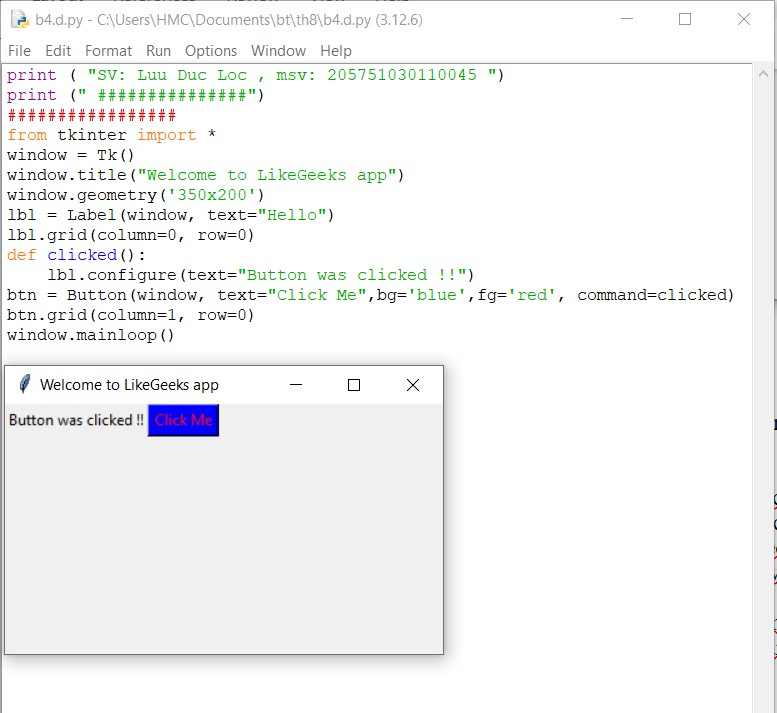 b4.d.py - C:\Users\HMC\Documents\bt\th8\b4.d.py (3.12.6)
File Edit Format Run Options Window Help
print ( "SV: Luu Duc Loc , msv: 205751030110045 ")
print (" ###############")
#################
from tkinter import *
window = Tk()
window.title("Welcome to LikeGeeks app")
window.geometry('350x200')
lbl = Label(window, text="Hello")
lbl.grid(column=0, row=0)
def clicked():
    lbl.configure(text="Button was clicked !!")
btn = Button(window, text="Click Me",bg='blue',fg='red', command=clicked)
btn.grid(column=1, row=0)
window.mainloop()
Welcome to LikeGeeks app
Button was clicked !! Click Me